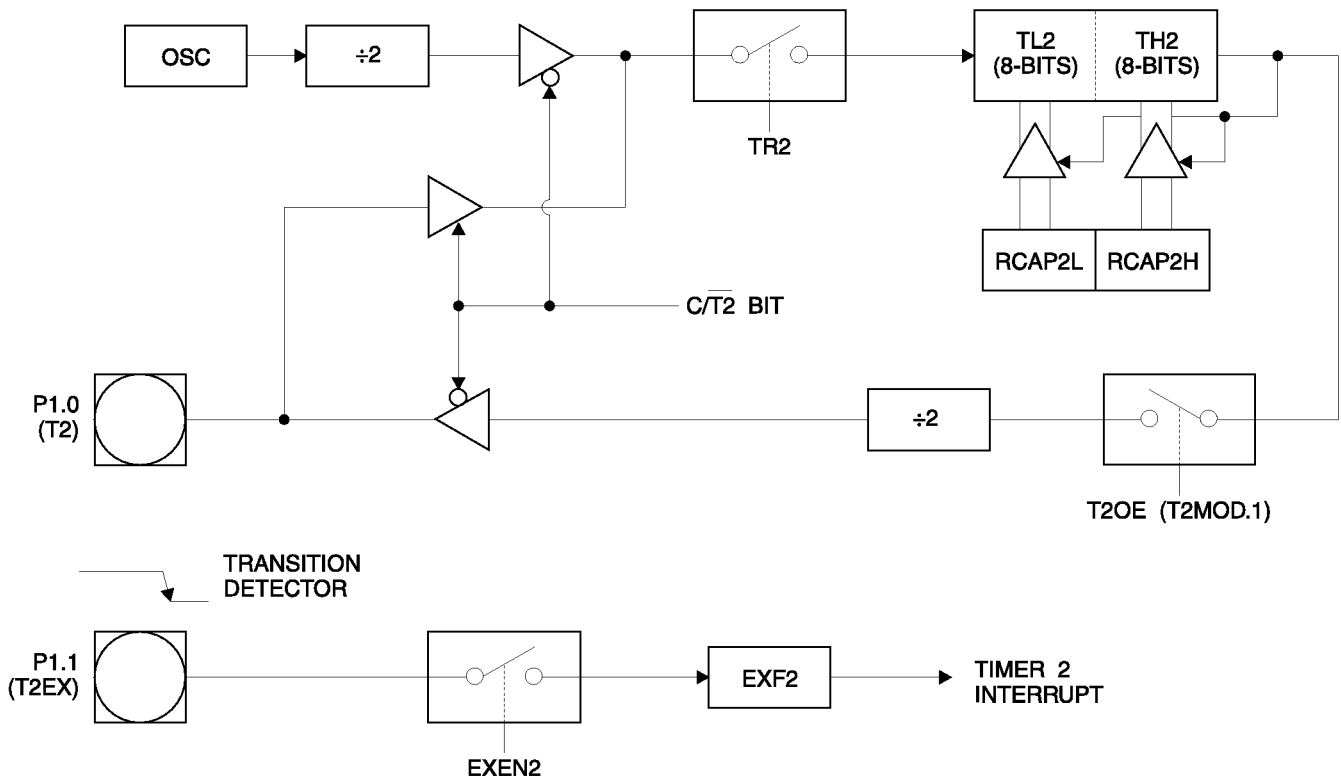 OSC
÷2
TL2
(8-BITS)
TH2
(8-BITS)
TR2
RCAP2L
RCAP2H
C/T̅2̅ BIT
P1.0
(T2)
÷2
T2OE (T2MOD.1)
TRANSITION
DETECTOR
P1.1
(T2EX)
EXF2
TIMER 2
INTERRUPT
EXEN2